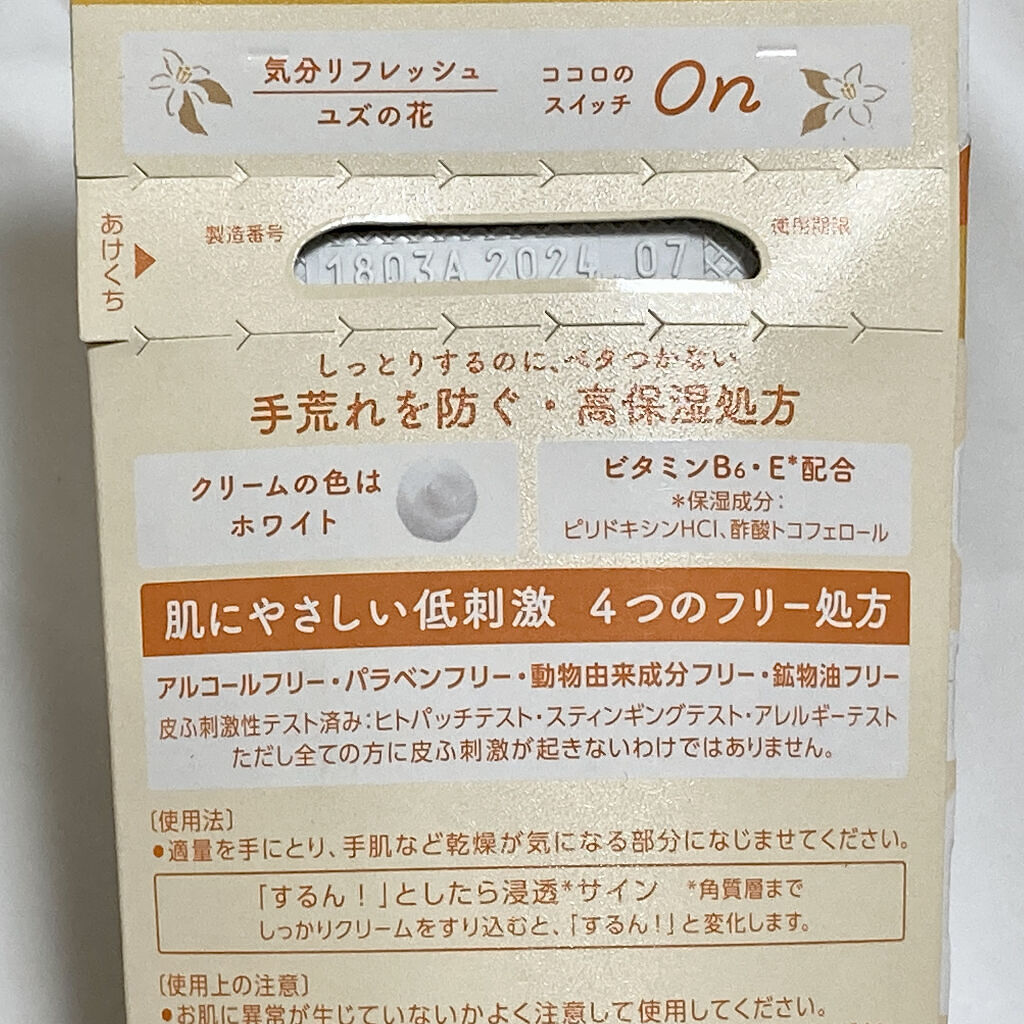 気分リフレッシュ
ユズの花
ココロの
スイッチ
On
あけくち
製造番号
使用期限
1803A 2024 07
しっとりするのに、ベタつかない
手荒れを防ぐ・高保湿処方
クリームの色は
ホワイト
ビタミンB6・E*配合
*保湿成分：
ピリドキシンHCl、酢酸トコフェロール
肌にやさしい低刺激 4つのフリー処方
アルコールフリー・パラベンフリー・動物由来成分フリー・鉱物油フリー
皮ふ刺激性テスト済み：ヒトパッチテスト・スティンギングテスト・アレルギーテスト
ただし全ての方に皮ふ刺激が起きないわけではありません。
〔使用法〕
●適量を手にとり、手肌など乾燥が気になる部分になじませてください。
「するん！」としたら浸透*サイン *角質層まで
しっかりクリームをすり込むと、「するん！」と変化します。
〔使用上の注意〕
●お肌に異常が生じていないかよく注意して使用してください。